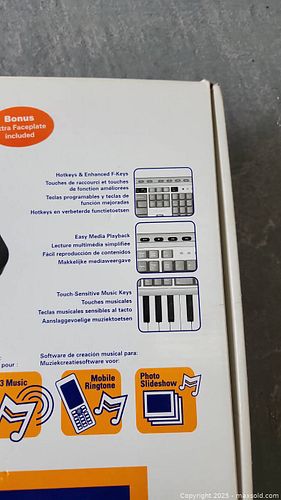 Bonus
tra Faceplate
included
Hotkeys & Enhanced F-Keys
Touches de raccourci et touches
de fonction améliorées
Teclas programables y teclas de
función mejoradas
Hotkeys en verbeterde functietoetsen
Easy Media Playback
Lecture multimédia simplifiée
Fácil reproducción de contenidos
Makkelijke mediaweergave
Touch-Sensitive Music Keys
Touches musicales
Teclas musicales sensibles al tacto
Aanslaggevoelige muziektoetsen
pour :
Software de creación musical para:
Muziekcreatiesoftware voor:
3 Music
Mobile
Ringtone
Photo
Slideshow
Copyright 2025 - maxsold.com